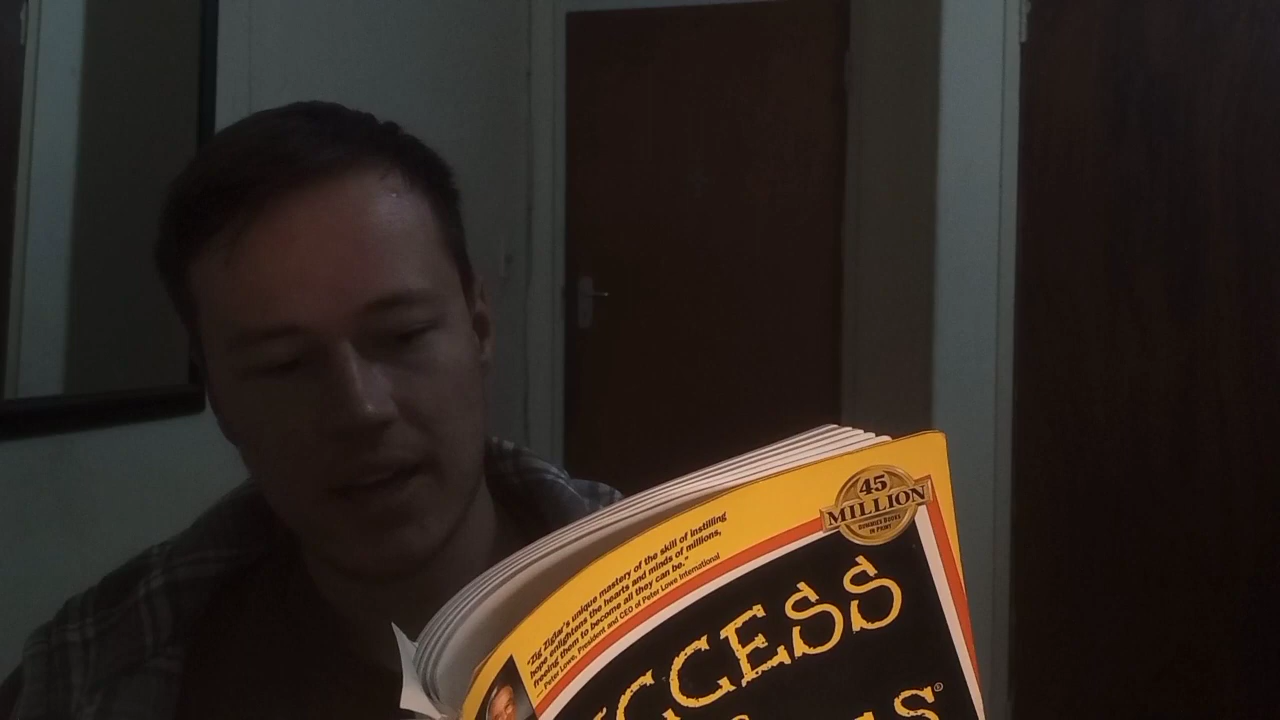 "Zig Ziglar's unique mastery of the skill of instilling
hope enlightens the hearts and minds of millions,
freeing them to become all they can be."
— Peter Lowe, President and CEO of Peter Lowe International
45
MILLION
DUMMIES BOOKS
IN PRINT
CCESS
ES®